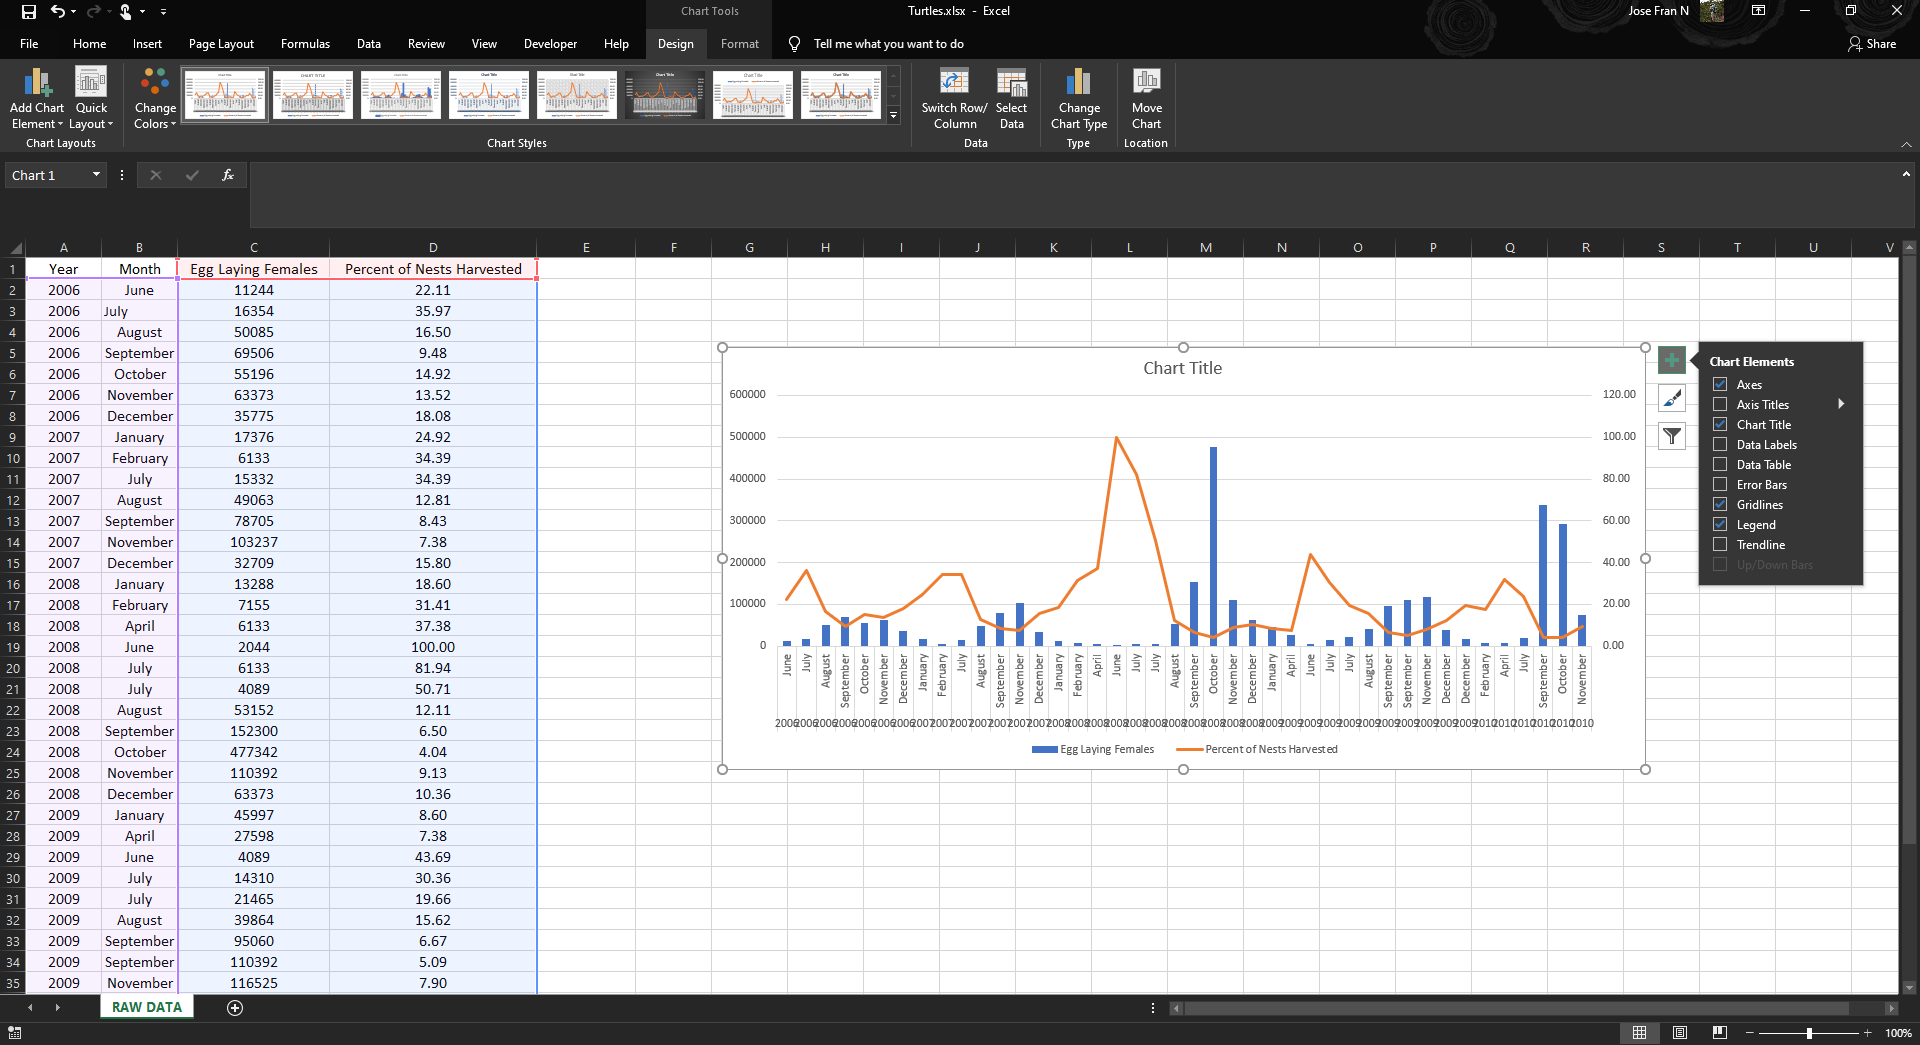 Chart Tools
Turtles.xlsx - Excel
Jose Fran N
File Home Insert Page Layout Formulas Data Review View Developer Help Design Format Tell me what you want to do Share
Add Chart Element
Quick Layout
Change Colors
Switch Row/ Column
Select Data
Change Chart Type
Move Chart
Chart Layouts
Chart Styles
Data
Type
Location
Chart 1
fx
A B C D E F G H I J K L M N O P Q R S T U V
1 Year Month Egg Laying Females Percent of Nests Harvested
2 2006 June 11244 22.11
3 2006 July 16354 35.97
4 2006 August 50085 16.50
5 2006 September 69506 9.48
6 2006 October 55196 14.92
7 2006 November 63373 13.52
8 2006 December 35775 18.08
9 2007 January 17376 24.92
10 2007 February 6133 34.39
11 2007 July 15332 34.39
12 2007 August 49063 12.81
13 2007 September 78705 8.43
14 2007 November 103237 7.38
15 2007 December 32709 15.80
16 2008 January 13288 18.60
17 2008 February 7155 31.41
18 2008 April 6133 37.38
19 2008 June 2044 100.00
20 2008 July 6133 81.94
21 2008 July 4089 50.71
22 2008 August 53152 12.11
23 2008 September 152300 6.50
24 2008 October 477342 4.04
25 2008 November 110392 9.13
26 2008 December 63373 10.36
27 2009 January 45997 8.60
28 2009 April 27598 7.38
29 2009 June 4089 43.69
30 2009 July 14310 30.36
31 2009 July 21465 19.66
32 2009 August 39864 15.62
33 2009 September 95060 6.67
34 2009 September 110392 5.09
35 2009 November 116525 7.90
Chart Title
600000 120.00
500000 100.00
400000 80.00
300000 60.00
200000 40.00
100000 20.00
0 0.00
June July August September October November December January February July August September November December January February April June July July August September October November December January April June July July August September September November December December February April July September October November
2006 2006 2006 2006 2006 2006 2006 2007 2007 2007 2007 2007 2007 2007 2008 2008 2008 2008 2008 2008 2008 2008 2008 2008 2008 2009 2009 2009 2009 2009 2009 2009 2009 2009 2009 2009 2010 2010 2010 2010 2010 2010
Egg Laying Females Percent of Nests Harvested
Chart Elements
Axes
Axis Titles
Chart Title
Data Labels
Data Table
Error Bars
Gridlines
Legend
Trendline
Up/Down Bars
RAW DATA
100%